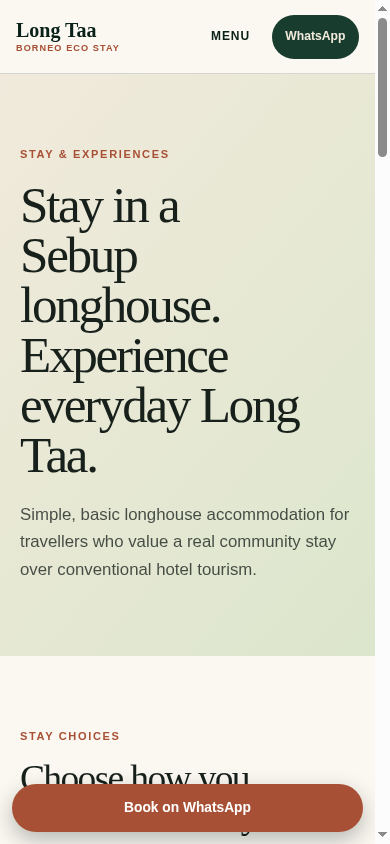 Long Taa
BORNEO ECO STAY
MENU
WhatsApp
STAY & EXPERIENCES
Stay in a
Sebup
longhouse.
Experience
everyday Long
Taa.
Simple, basic longhouse accommodation for
travellers who value a real community stay
over conventional hotel tourism.
STAY CHOICES
Choose how you
Book on WhatsApp